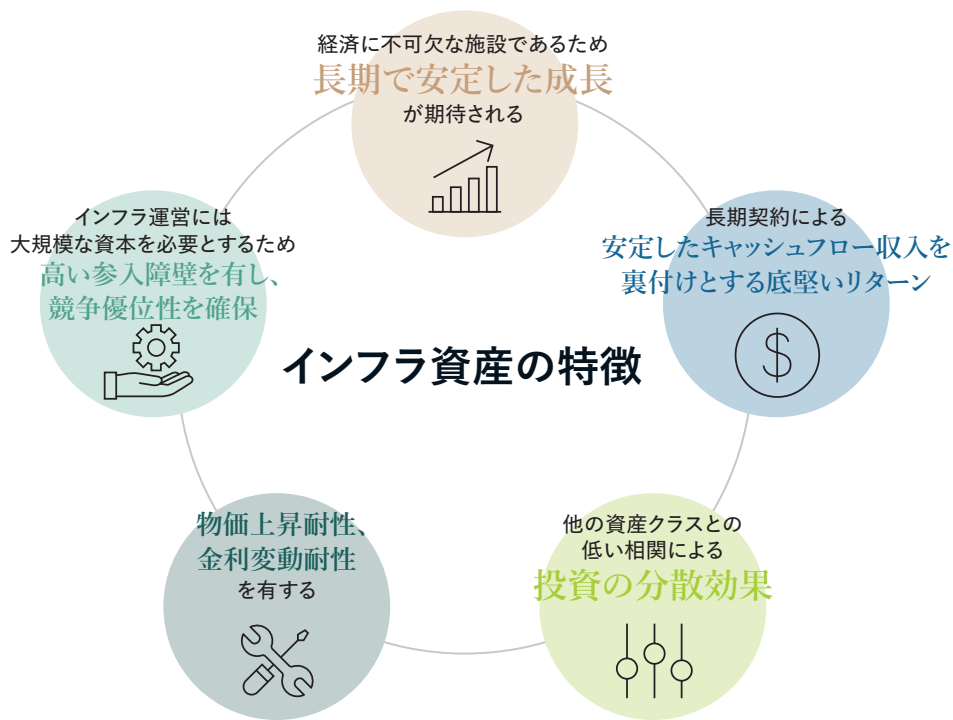 経済に不可欠な施設であるため
長期で安定した成長
が期待される
長期契約による
安定したキャッシュフロー収入を
裏付けとする底堅いリターン
他の資産クラスとの
低い相関による
投資の分散効果
物価上昇耐性、
金利変動耐性
を有する
インフラ運営には
大規模な資本を必要とするため
高い参入障壁を有し、
競争優位性を確保
インフラ資産の特徴